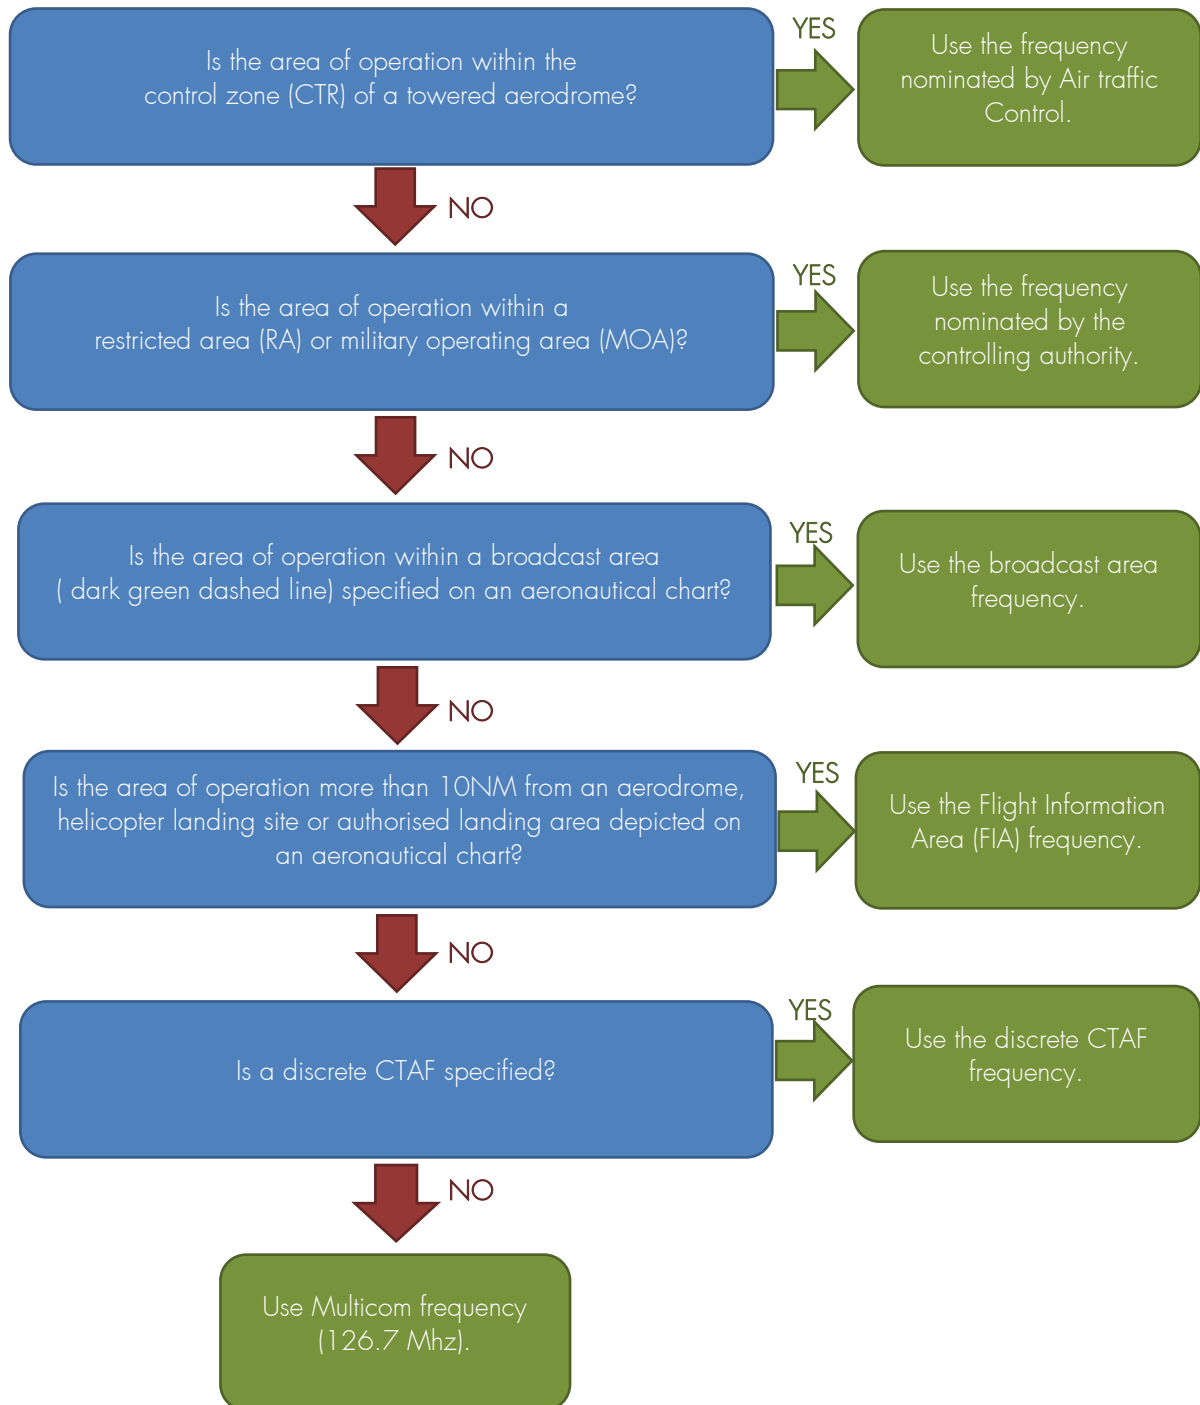 Is the area of operation within the
control zone (CTR) of a towered aerodrome?
YES
Use the frequency
nominated by Air traffic
Control.
NO
Is the area of operation within a
restricted area (RA) or military operating area (MOA)?
YES
Use the frequency
nominated by the
controlling authority.
NO
Is the area of operation within a broadcast area
( dark green dashed line) specified on an aeronautical chart?
YES
Use the broadcast area
frequency.
NO
Is the area of operation more than 10NM from an aerodrome,
helicopter landing site or authorised landing area depicted on
an aeronautical chart?
YES
Use the Flight Information
Area (FIA) frequency.
NO
Is a discrete CTAF specified?
YES
Use the discrete CTAF
frequency.
NO
Use Multicom frequency
(126.7 Mhz).